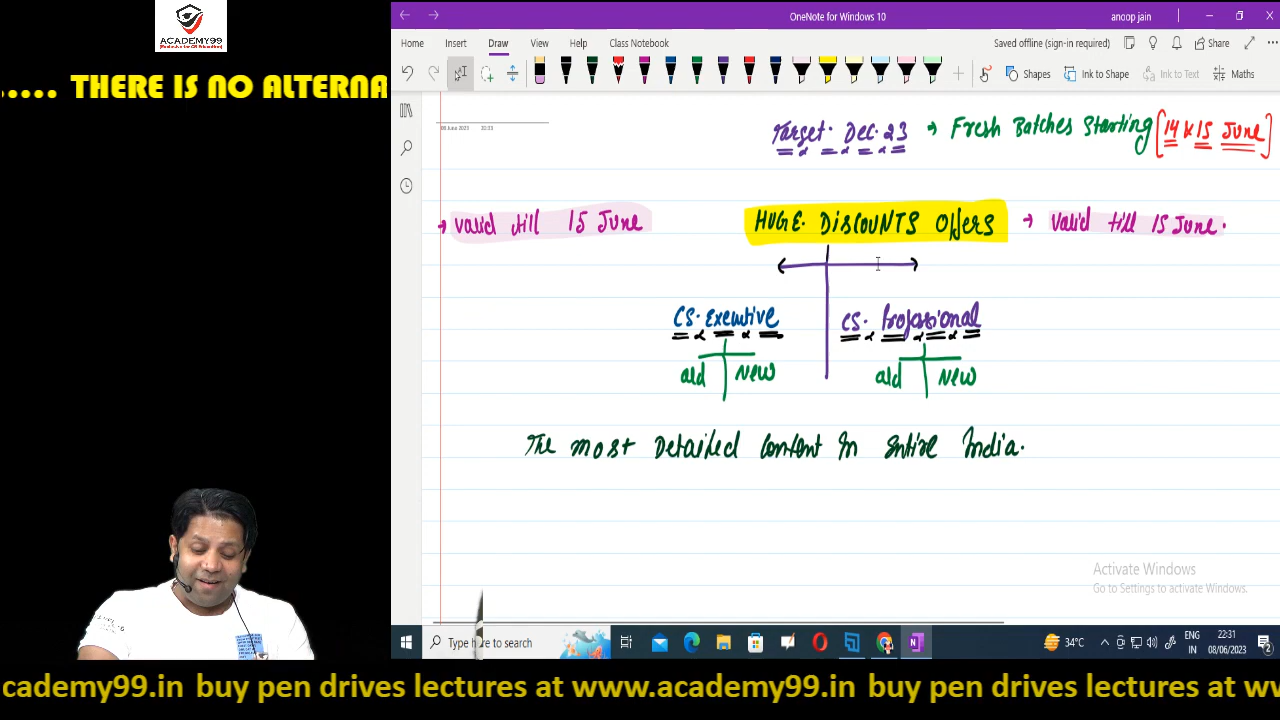 ACADEMY99
..... THERE IS NO ALTERNA
OneNote for Windows 10
anoop jain
Home Insert Draw View Help Class Notebook
Saved offline (sign-in required)
Share
Shapes
Ink to Shape
Ink to Text
Maths
Target. Dec. 23 → Fresh Batches Starting [14 & 15 June]
→ Valid till 15 June
HUGE. DISCOUNTS Offers → Valid till 15 June.
CS. Executive
CS. Professional
old New
old New
The most Detailed Content In Entire India.
Activate Windows
Go to Settings to activate Windows.
Type here to search
34°C
ENG
IN
22:31
08/06/2023
2
cademy99.in buy pen drives lectures at www.academy99.in buy pen drives lectures at w